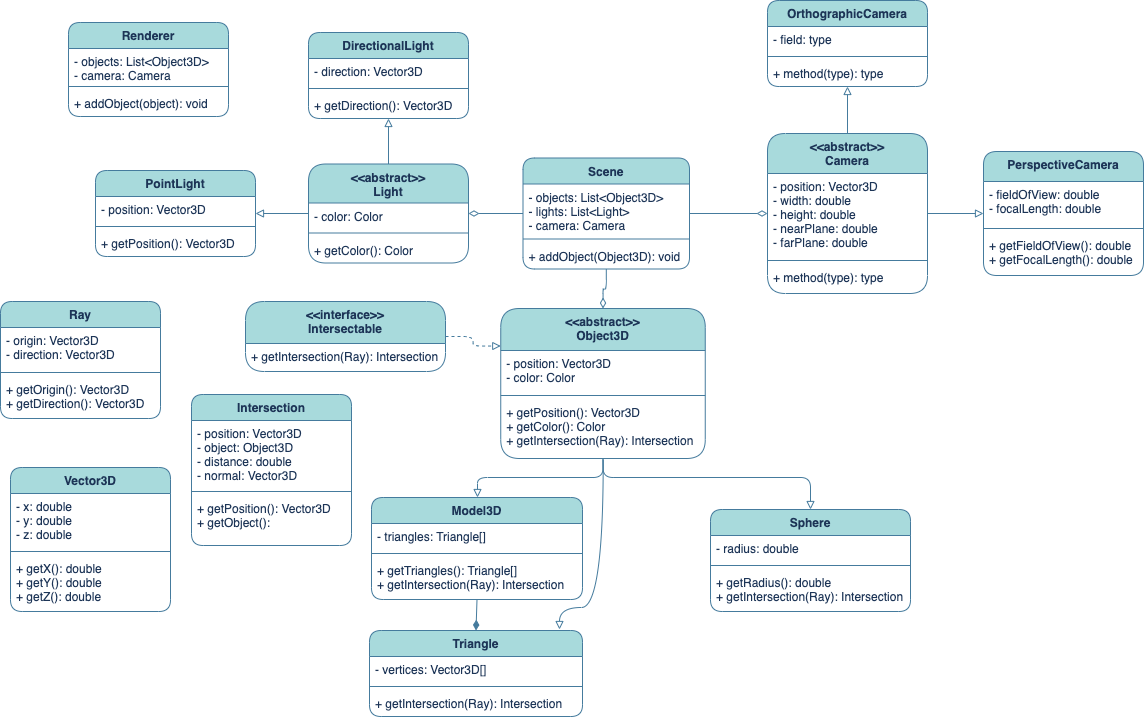 Renderer
- objects: List<Object3D>
- camera: Camera
+ addObject(object): void
DirectionalLight
- direction: Vector3D
+ getDirection(): Vector3D
OrthographicCamera
- field: type
+ method(type): type
PointLight
- position: Vector3D
+ getPosition(): Vector3D
<<abstract>>
Light
- color: Color
+ getColor(): Color
Scene
- objects: List<Object3D>
- lights: List<Light>
- camera: Camera
+ addObject(Object3D): void
<<abstract>>
Camera
- position: Vector3D
- width: double
- height: double
- nearPlane: double
- farPlane: double
+ method(type): type
PerspectiveCamera
- fieldOfView: double
- focalLength: double
+ getFieldOfView(): double
+ getFocalLength(): double
Ray
- origin: Vector3D
- direction: Vector3D
+ getOrigin(): Vector3D
+ getDirection(): Vector3D
<<interface>>
Intersectable
+ getIntersection(Ray): Intersection
<<abstract>>
Object3D
- position: Vector3D
- color: Color
+ getPosition(): Vector3D
+ getColor(): Color
+ getIntersection(Ray): Intersection
Intersection
- position: Vector3D
- object: Object3D
- distance: double
- normal: Vector3D
+ getPosition(): Vector3D
+ getObject():
Vector3D
- x: double
- y: double
- z: double
+ getX(): double
+ getY(): double
+ getZ(): double
Model3D
- triangles: Triangle[]
+ getTriangles(): Triangle[]
+ getIntersection(Ray): Intersection
Sphere
- radius: double
+ getRadius(): double
+ getIntersection(Ray): Intersection
Triangle
- vertices: Vector3D[]
+ getIntersection(Ray): Intersection